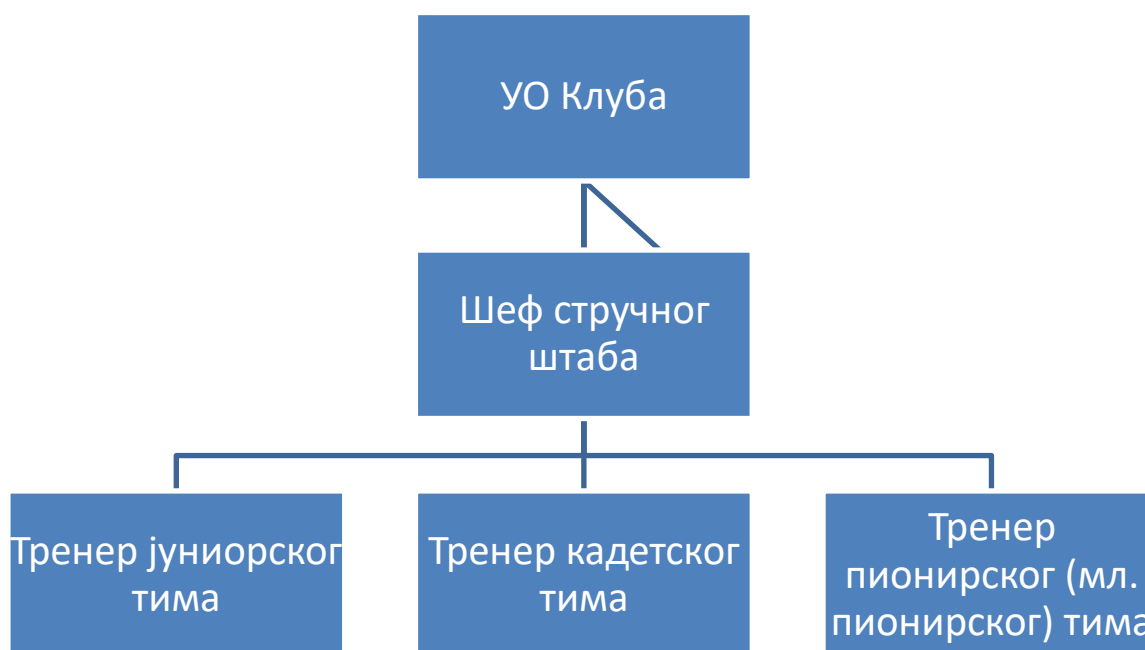 УО Клуба
Шеф стручног
штаба
Тренер јуниорског
тима
Тренер кадетског
тима
Тренер
пионирског (мл.
пионирског) тима